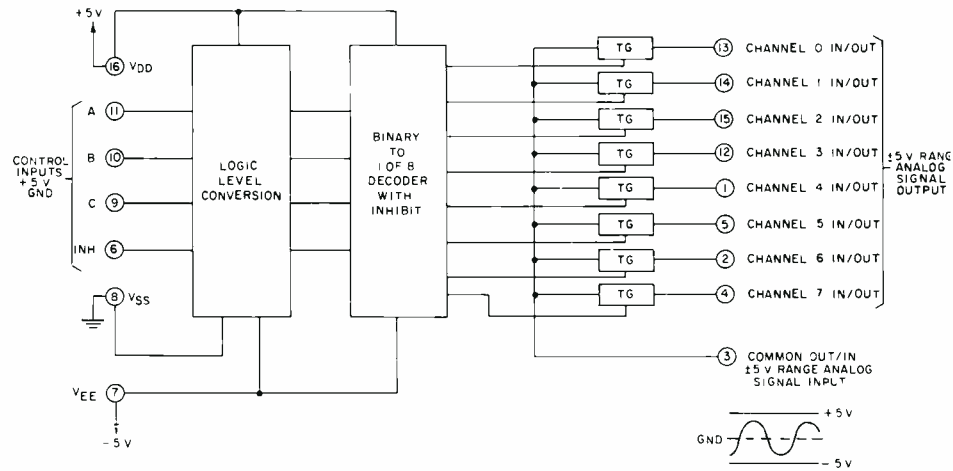 +5V
16 VDD
A 11
B 10
C 9
INH 6
CONTROL
INPUTS
+5 V
GND
8 VSS
VEE 7
-5 V
LOGIC
LEVEL
CONVERSION
BINARY
TO
1 OF 8
DECODER
WITH
INHIBIT
TG 13 CHANNEL 0 IN/OUT
TG 14 CHANNEL 1 IN/OUT
TG 15 CHANNEL 2 IN/OUT
TG 12 CHANNEL 3 IN/OUT
TG 1 CHANNEL 4 IN/OUT
TG 5 CHANNEL 5 IN/OUT
TG 2 CHANNEL 6 IN/OUT
TG 4 CHANNEL 7 IN/OUT
±5 V RANGE
ANALOG
SIGNAL
OUTPUT
3 COMMON OUT/IN
±5 V RANGE ANALOG
SIGNAL INPUT
+5 V
GND
-5 V